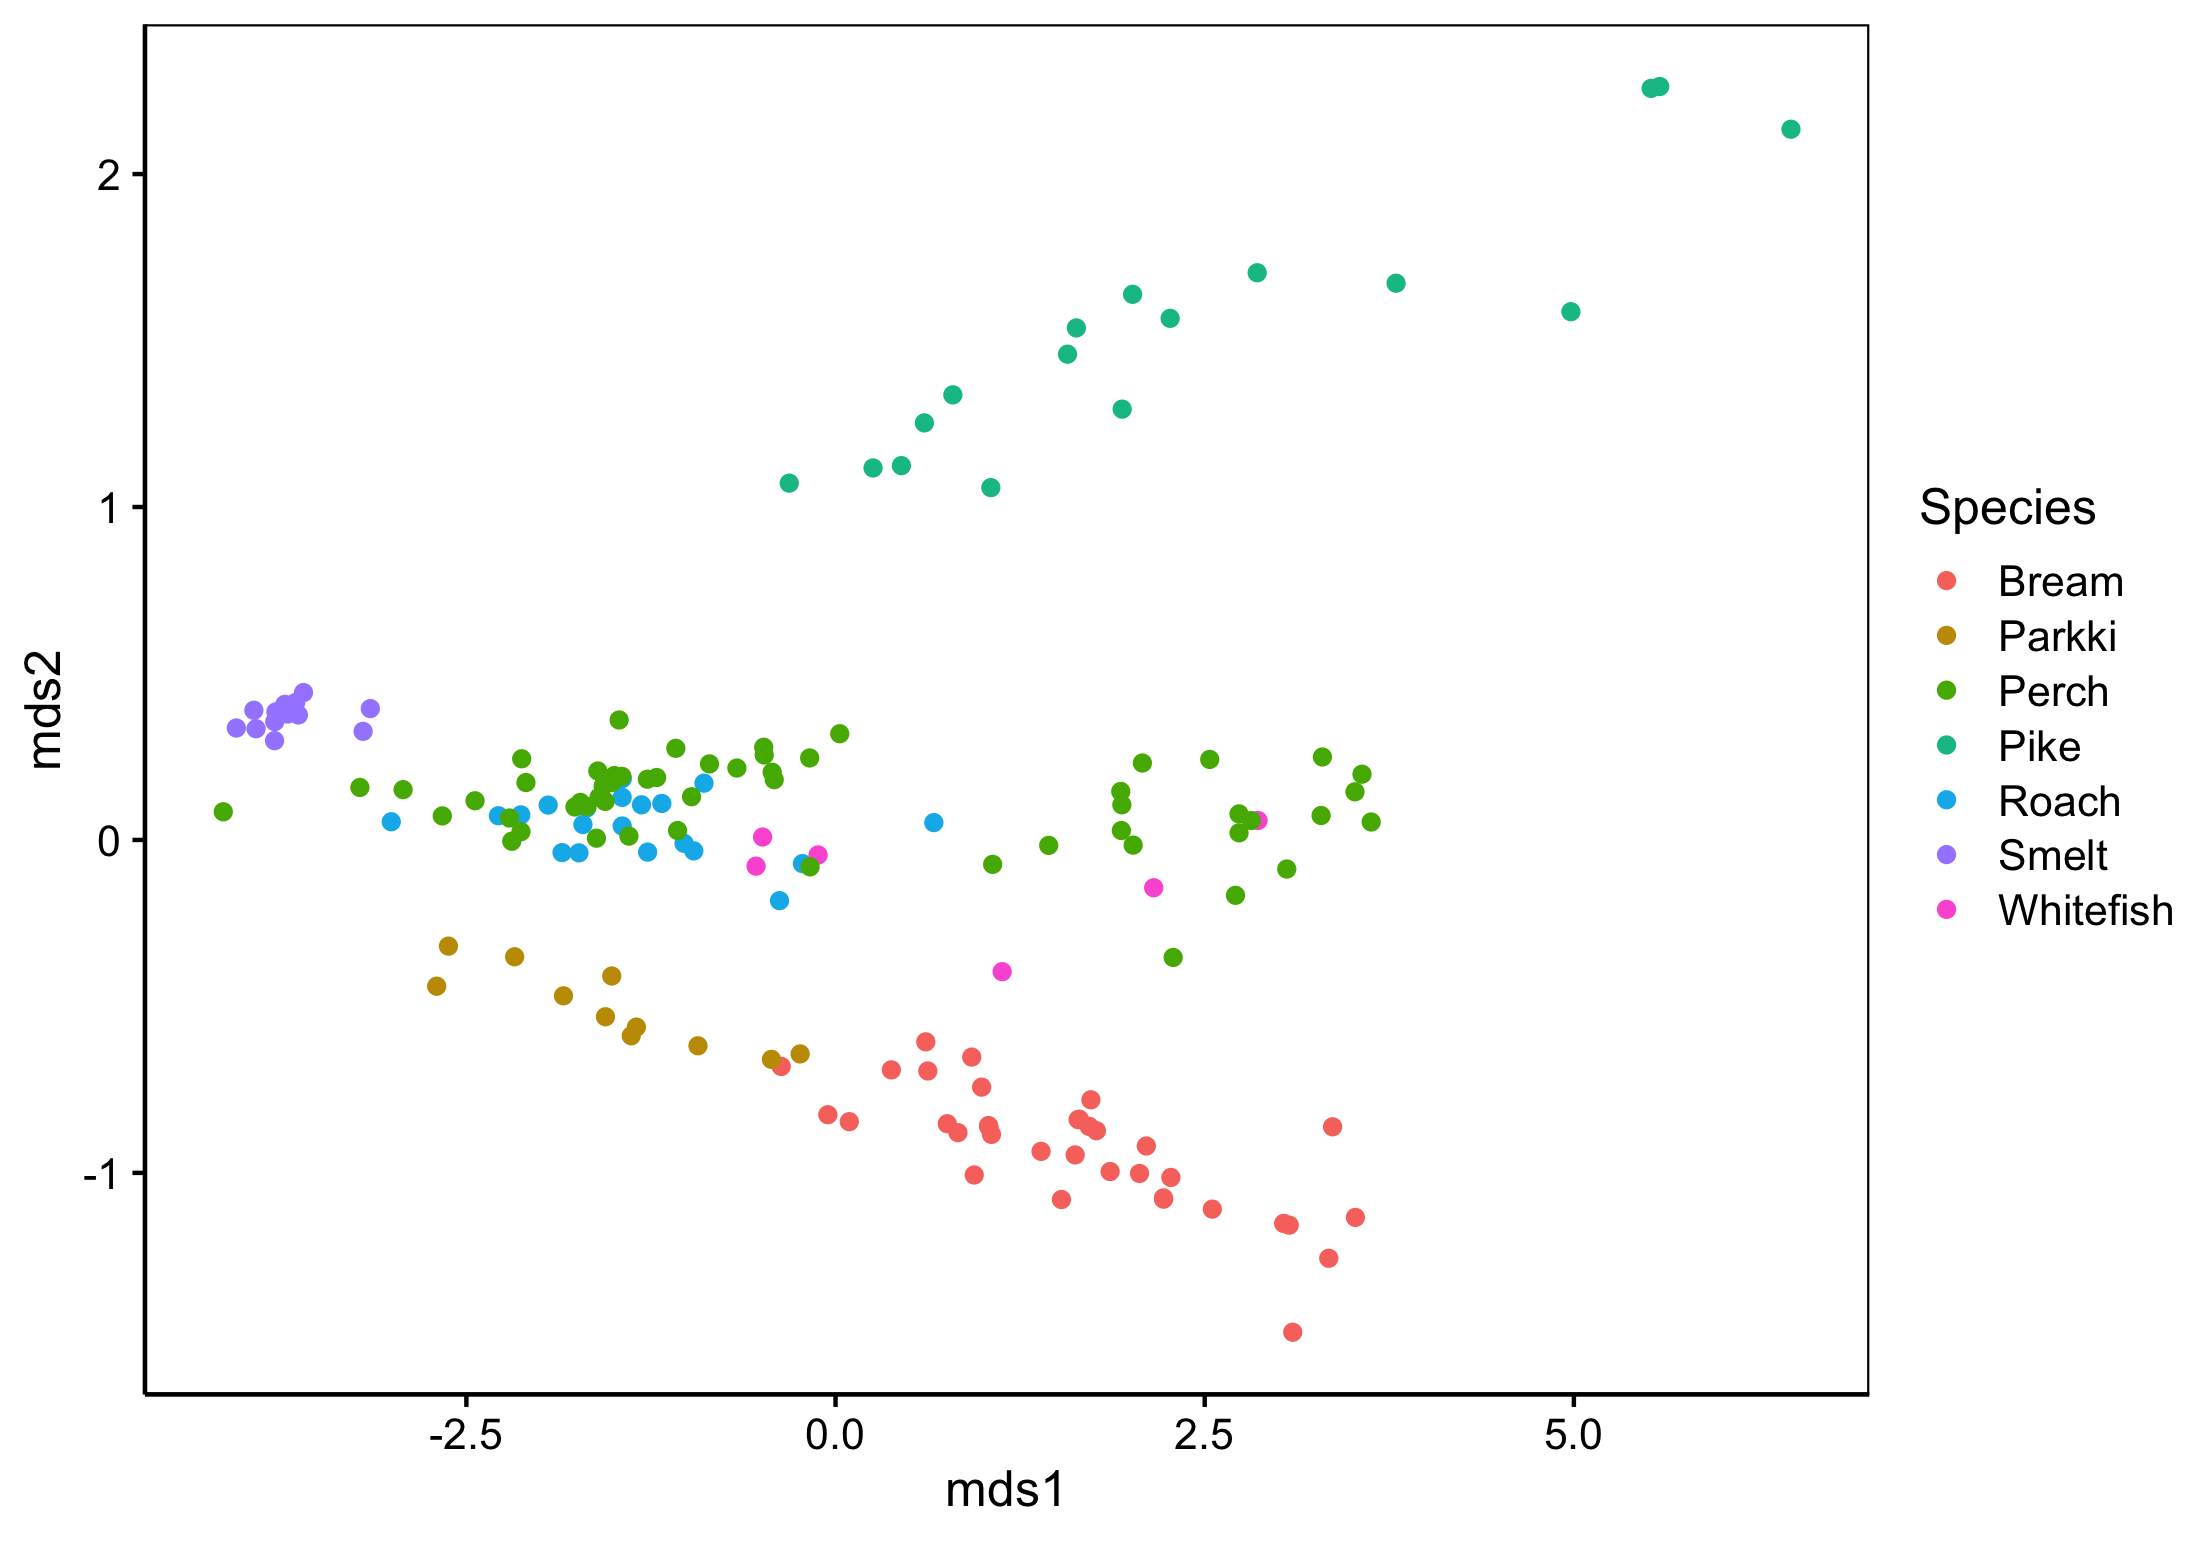 2
1
0
-1
mds2
-2.5
0.0
2.5
5.0
mds1
Species
Bream
Parkki
Perch
Pike
Roach
Smelt
Whitefish